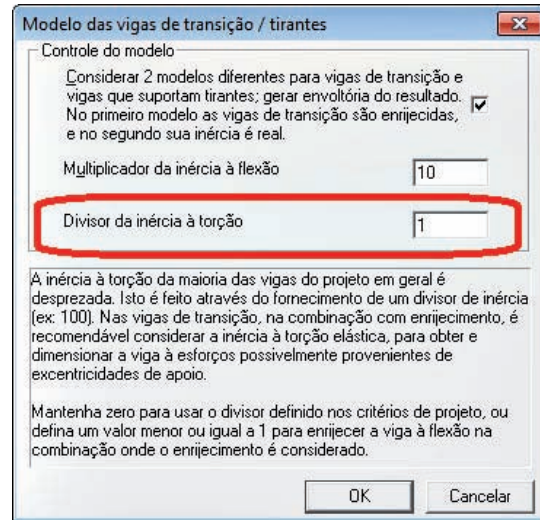 Modelo das vigas de transição / tirantes
Controle do modelo
Considerar 2 modelos diferentes para vigas de transição e
vigas que suportam tirantes; gerar envoltória do resultado.
No primeiro modelo as vigas de transição são enrijecidas,
e no segundo sua inércia é real.
Multiplicador da inércia à flexão
10
Divisor da inércia à torção
1
A inércia à torção da maioria das vigas do projeto em geral é
desprezada. Isto é feito através do fornecimento de um divisor de inércia
(ex: 100). Nas vigas de transição, na combinação com enrijecimento, é
recomendável considerar a inércia à torção elástica, para obter e
dimensionar a viga à esforços possivelmente provenientes de
excentricidades de apoio.
Mantenha zero para usar o divisor definido nos critérios de projeto, ou
defina um valor menor ou igual a 1 para enrijecer a viga à flexão na
combinação onde o enrijecimento é considerado.
OK
Cancelar